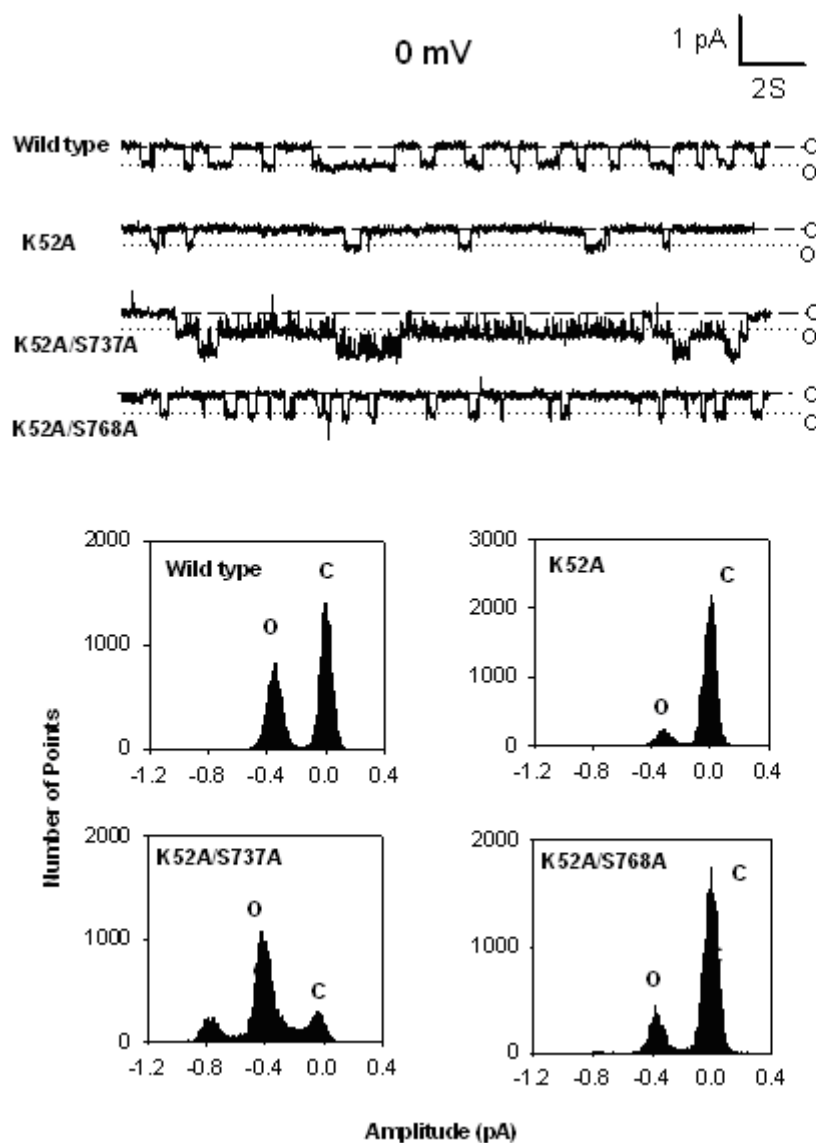 0 mV
1 pA
2S
Wild type
C
O
K52A
C
O
K52A/S737A
C
O
K52A/S768A
C
O
Number of Points
2000
1000
0
Wild type
O
C
-1.2 -0.8 -0.4 0.0 0.4
3000
2000
1000
0
K52A
O
C
-1.2 -0.8 -0.4 0.0 0.4
2000
1000
0
K52A/S737A
O
C
-1.2 -0.8 -0.4 0.0 0.4
2000
1000
0
K52A/S768A
O
C
-1.2 -0.8 -0.4 0.0 0.4
Amplitude (pA)